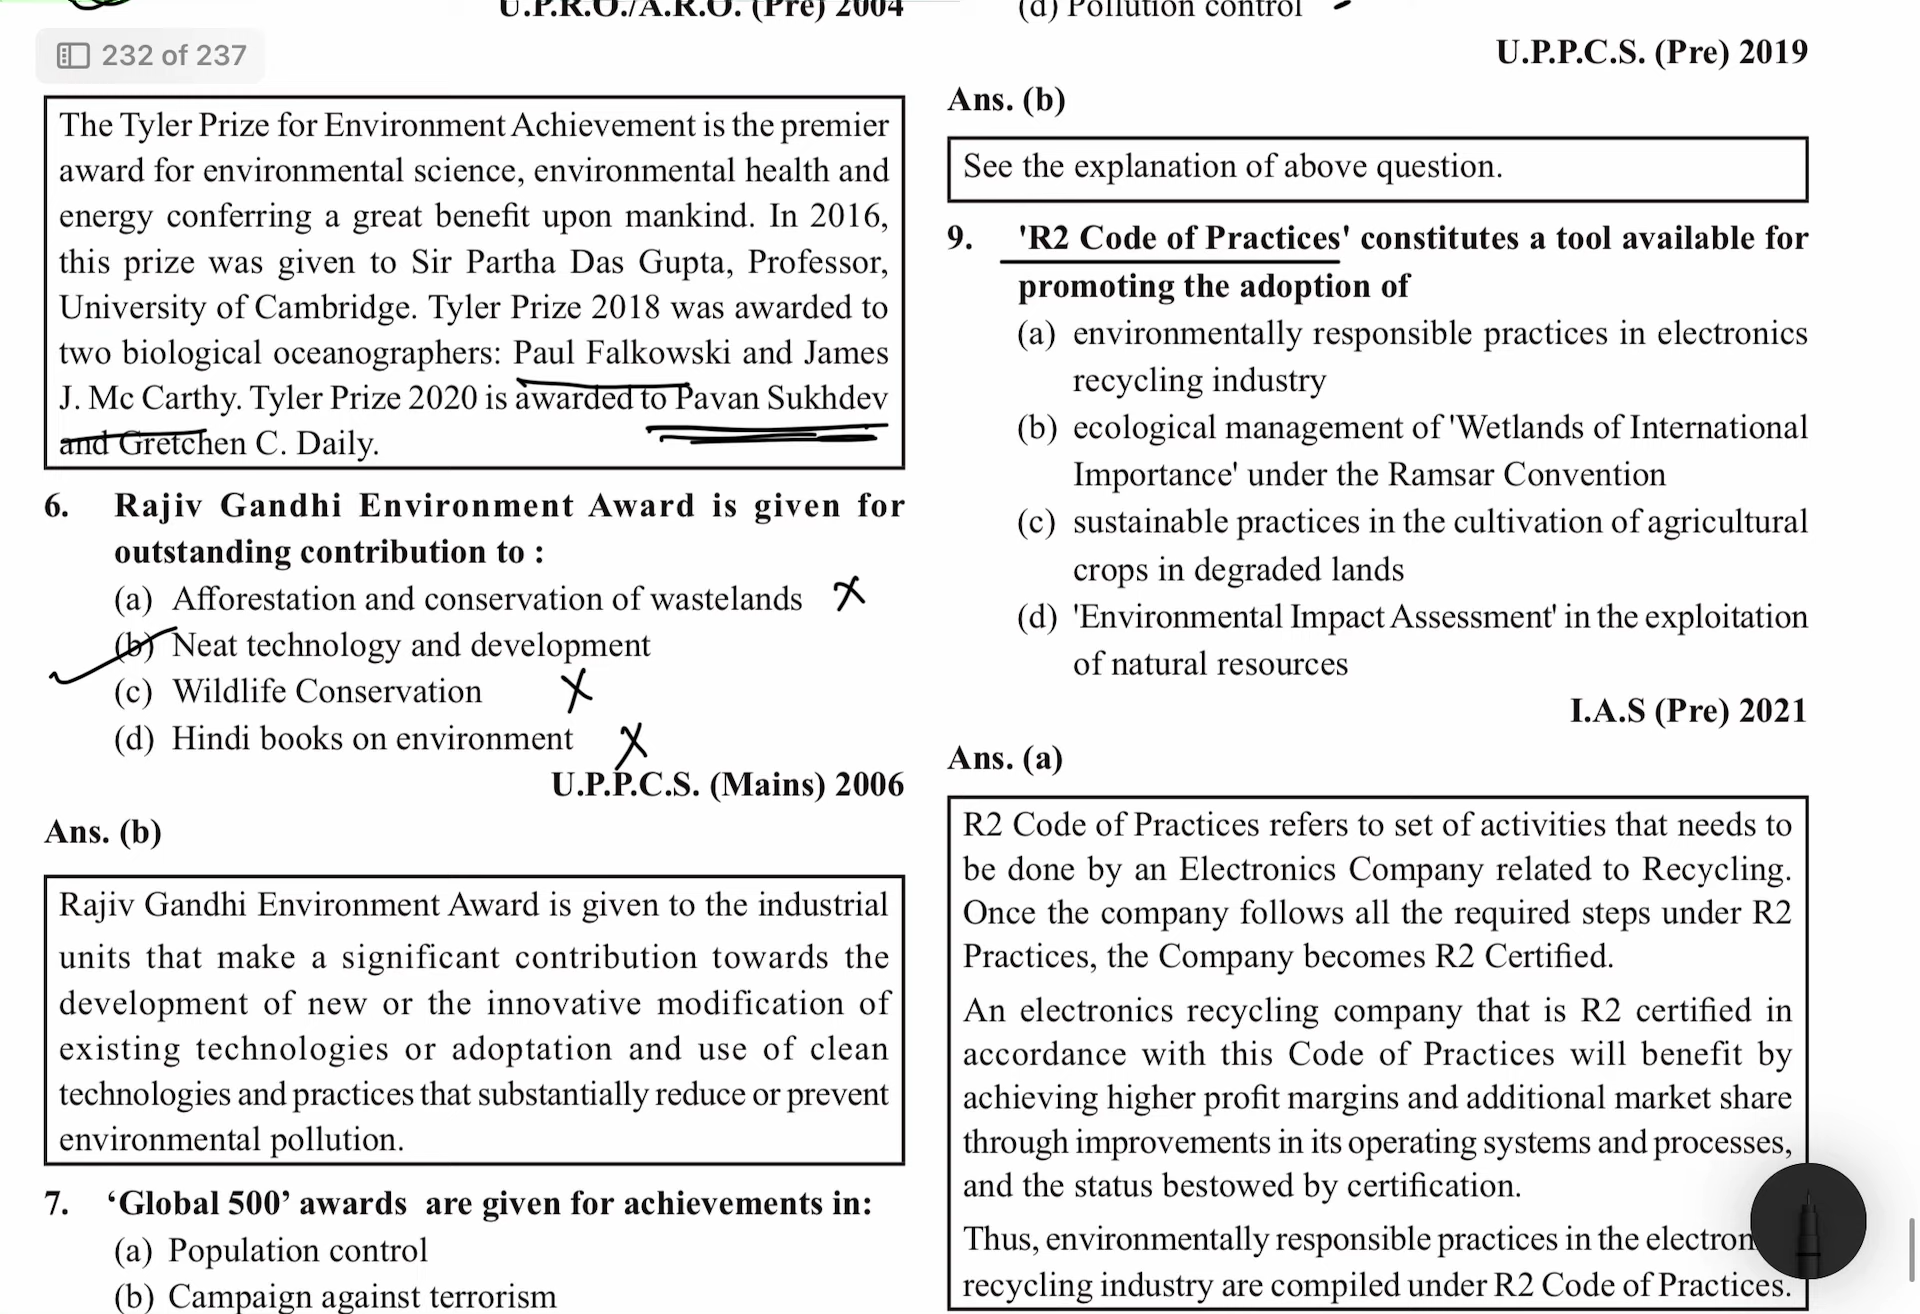 U.P.R.O./A.R.O. (Pre) 2004
232 of 237
The Tyler Prize for Environment Achievement is the premier
award for environmental science, environmental health and
energy conferring a great benefit upon mankind. In 2016,
this prize was given to Sir Partha Das Gupta, Professor,
University of Cambridge. Tyler Prize 2018 was awarded to
two biological oceanographers: Paul Falkowski and James
J. Mc Carthy. Tyler Prize 2020 is awarded to Pavan Sukhdev
and Gretchen C. Daily.
6. Rajiv Gandhi Environment Award is given for
outstanding contribution to :
(a) Afforestation and conservation of wastelands
(b) Neat technology and development
(c) Wildlife Conservation
(d) Hindi books on environment
U.P.P.C.S. (Mains) 2006
Ans. (b)
Rajiv Gandhi Environment Award is given to the industrial
units that make a significant contribution towards the
development of new or the innovative modification of
existing technologies or adoptation and use of clean
technologies and practices that substantially reduce or prevent
environmental pollution.
7. ‘Global 500’ awards are given for achievements in:
(a) Population control
(b) Campaign against terrorism
(d) Pollution control
U.P.P.C.S. (Pre) 2019
Ans. (b)
See the explanation of above question.
9. 'R2 Code of Practices' constitutes a tool available for
promoting the adoption of
(a) environmentally responsible practices in electronics
recycling industry
(b) ecological management of 'Wetlands of International
Importance' under the Ramsar Convention
(c) sustainable practices in the cultivation of agricultural
crops in degraded lands
(d) 'Environmental Impact Assessment' in the exploitation
of natural resources
I.A.S (Pre) 2021
Ans. (a)
R2 Code of Practices refers to set of activities that needs to
be done by an Electronics Company related to Recycling.
Once the company follows all the required steps under R2
Practices, the Company becomes R2 Certified.
An electronics recycling company that is R2 certified in
accordance with this Code of Practices will benefit by
achieving higher profit margins and additional market share
through improvements in its operating systems and processes,
and the status bestowed by certification.
Thus, environmentally responsible practices in the electron
recycling industry are compiled under R2 Code of Practices.